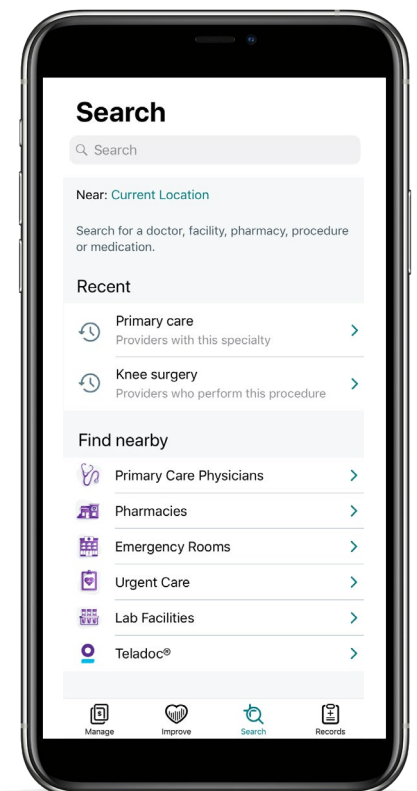 Search
Search
Near: Current Location
Search for a doctor, facility, pharmacy, procedure
or medication.
Recent
Primary care
Providers with this specialty
Knee surgery
Providers who perform this procedure
Find nearby
Primary Care Physicians
Pharmacies
Emergency Rooms
Urgent Care
Lab Facilities
Teladoc®
Manage Improve Search Records